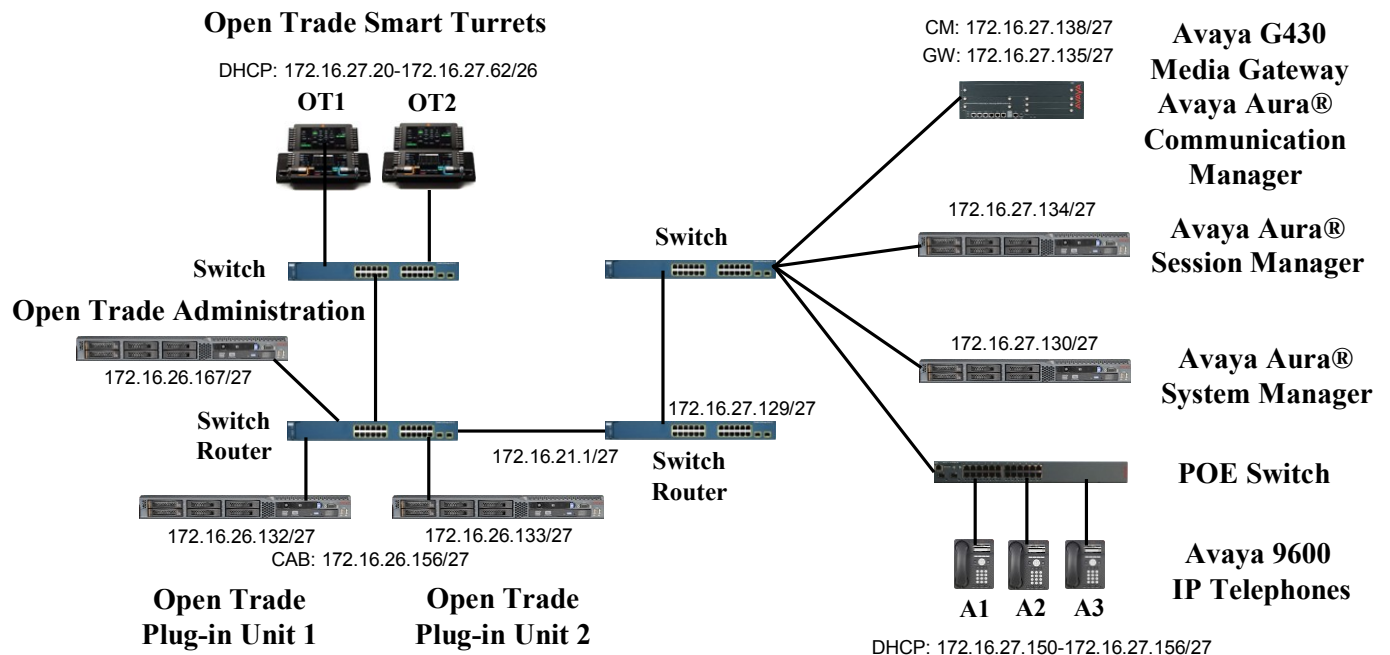 Open Trade Smart Turrets
DHCP: 172.16.27.20-172.16.27.62/26
OT1
OT2
Switch
Open Trade Administration
172.16.26.167/27
Switch
Router
172.16.21.1/27
172.16.26.132/27
172.16.26.133/27
CAB: 172.16.26.156/27
Open Trade
Plug-in Unit 1
Open Trade
Plug-in Unit 2
Switch
172.16.27.129/27
Switch
Router
CM: 172.16.27.138/27
GW: 172.16.27.135/27
AVAYA
Avaya G430
Media Gateway
Avaya Aura®
Communication
Manager
172.16.27.134/27
Avaya Aura®
Session Manager
172.16.27.130/27
Avaya Aura®
System Manager
POE Switch
Avaya 9600
IP Telephones
A1
A2
A3
DHCP: 172.16.27.150-172.16.27.156/27